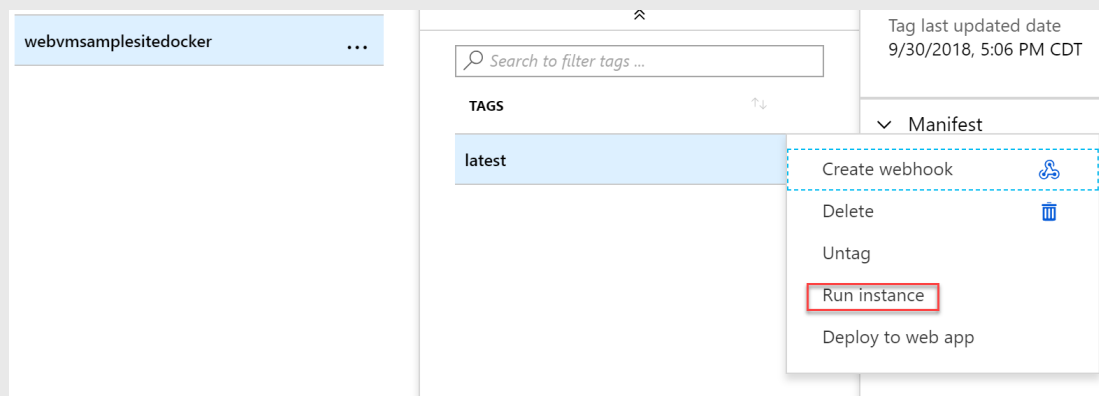 webvmsamplesitedocker
...
Search to filter tags ...
TAGS
latest
Tag last updated date
9/30/2018, 5:06 PM CDT
Manifest
Create webhook
Delete
Untag
Run instance
Deploy to web app